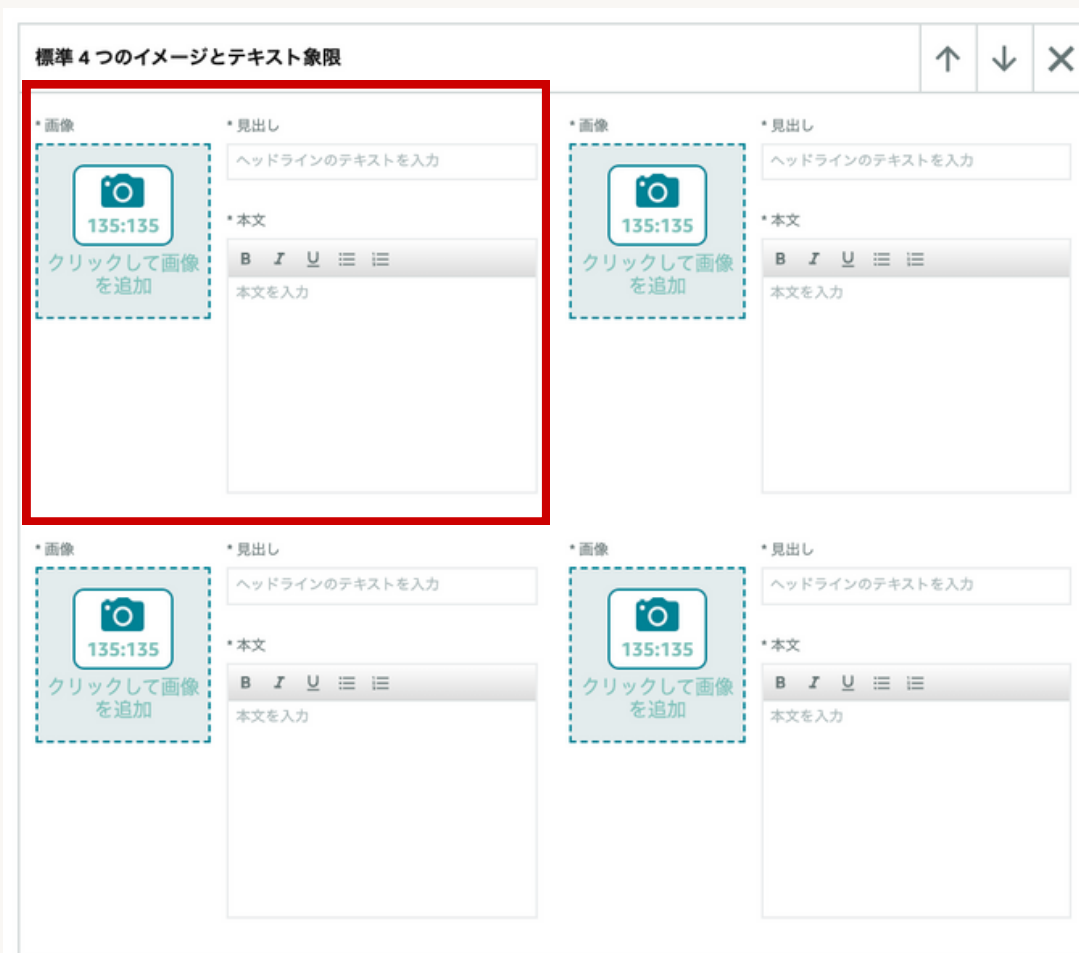 標準 4 つのイメージとテキスト象限
* 画像
* 見出し
135:135
クリックして画像
を追加
ヘッドラインのテキストを入力
* 本文
B I U
本文を入力
* 画像
* 見出し
135:135
クリックして画像
を追加
ヘッドラインのテキストを入力
* 本文
B I U
本文を入力
* 画像
* 見出し
135:135
クリックして画像
を追加
ヘッドラインのテキストを入力
* 本文
B I U
本文を入力
* 画像
* 見出し
135:135
クリックして画像
を追加
ヘッドラインのテキストを入力
* 本文
B I U
本文を入力